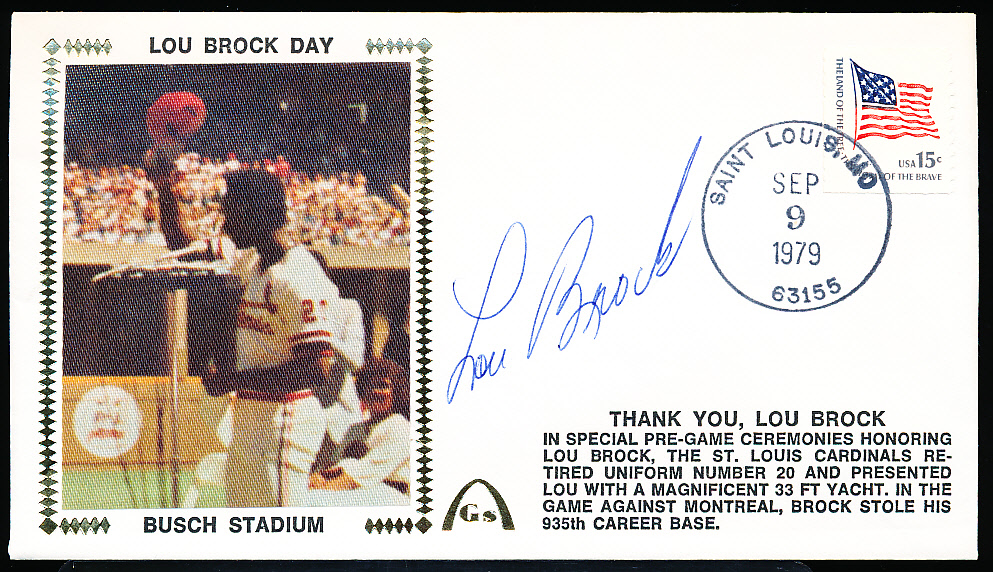 LOU BROCK DAY
BUSCH STADIUM
Lou Brock
THE LAND OF THE
USA 15c
OF THE BRAVE
SAINT LOUIS, MO
SEP
9
1979
63155
THANK YOU, LOU BROCK
IN SPECIAL PRE-GAME CEREMONIES HONORING
LOU BROCK, THE ST. LOUIS CARDINALS RE-
TIRED UNIFORM NUMBER 20 AND PRESENTED
LOU WITH A MAGNIFICENT 33 FT YACHT. IN THE
GAME AGAINST MONTREAL, BROCK STOLE HIS
935th CAREER BASE.
Gs